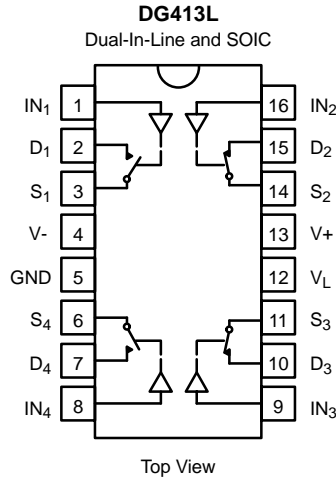 DG413L
Dual-In-Line and SOIC
IN1 1 16 IN2
D1 2 15 D2
S1 3 14 S2
V- 4 13 V+
GND 5 12 VL
S4 6 11 S3
D4 7 10 D3
IN4 8 9 IN3
Top View